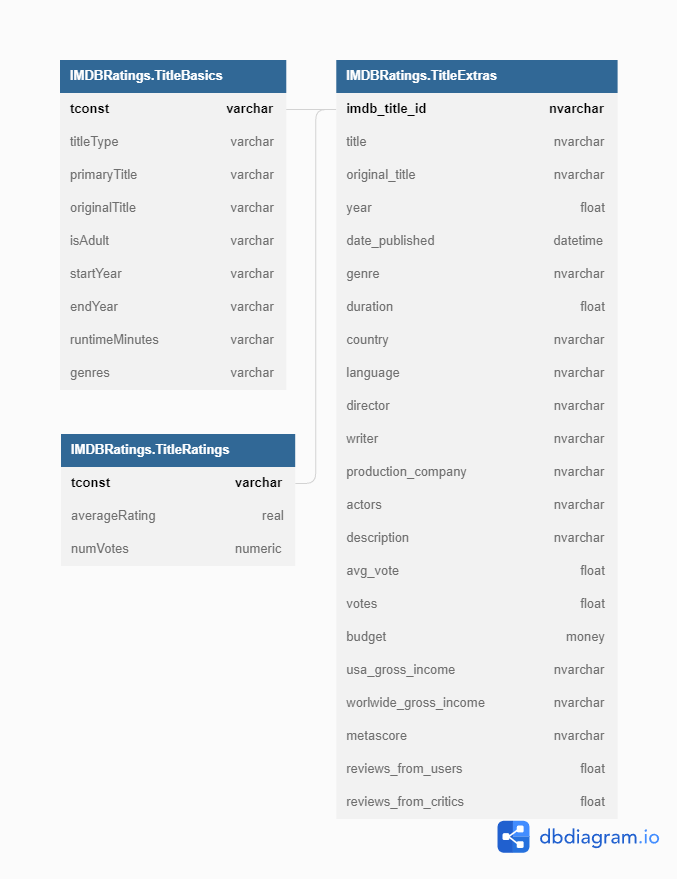 IMDBRatings.TitleBasics
tconst varchar
titleType varchar
primaryTitle varchar
originalTitle varchar
isAdult varchar
startYear varchar
endYear varchar
runtimeMinutes varchar
genres varchar
IMDBRatings.TitleRatings
tconst varchar
averageRating real
numVotes numeric
IMDBRatings.TitleExtras
imdb_title_id nvarchar
title nvarchar
original_title nvarchar
year float
date_published datetime
genre nvarchar
duration float
country nvarchar
language nvarchar
director nvarchar
writer nvarchar
production_company nvarchar
actors nvarchar
description nvarchar
avg_vote float
votes float
budget money
usa_gross_income nvarchar
worlwide_gross_income nvarchar
metascore nvarchar
reviews_from_users float
reviews_from_critics float
dbdiagram.io